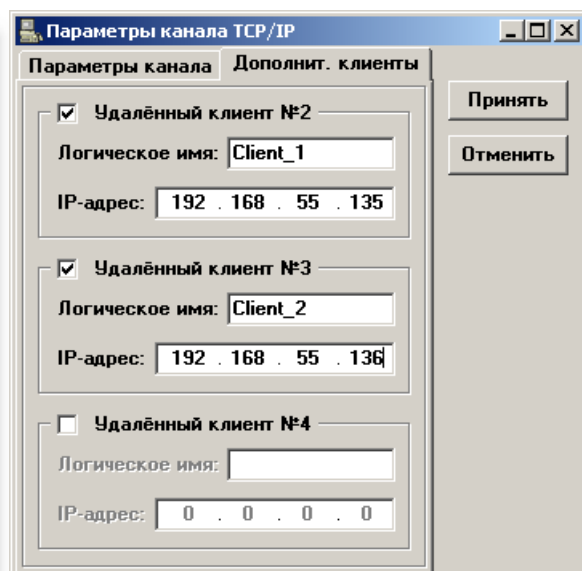 Параметры канала TCP/IP
Параметры канала Дополнит. клиенты
Удалённый клиент №2
Логическое имя: Client_1
IP-адрес: 192 . 168 . 55 . 135
Удалённый клиент №3
Логическое имя: Client_2
IP-адрес: 192 . 168 . 55 . 136
Удалённый клиент №4
Логическое имя:
IP-адрес: 0 . 0 . 0 . 0
Принять
Отменить